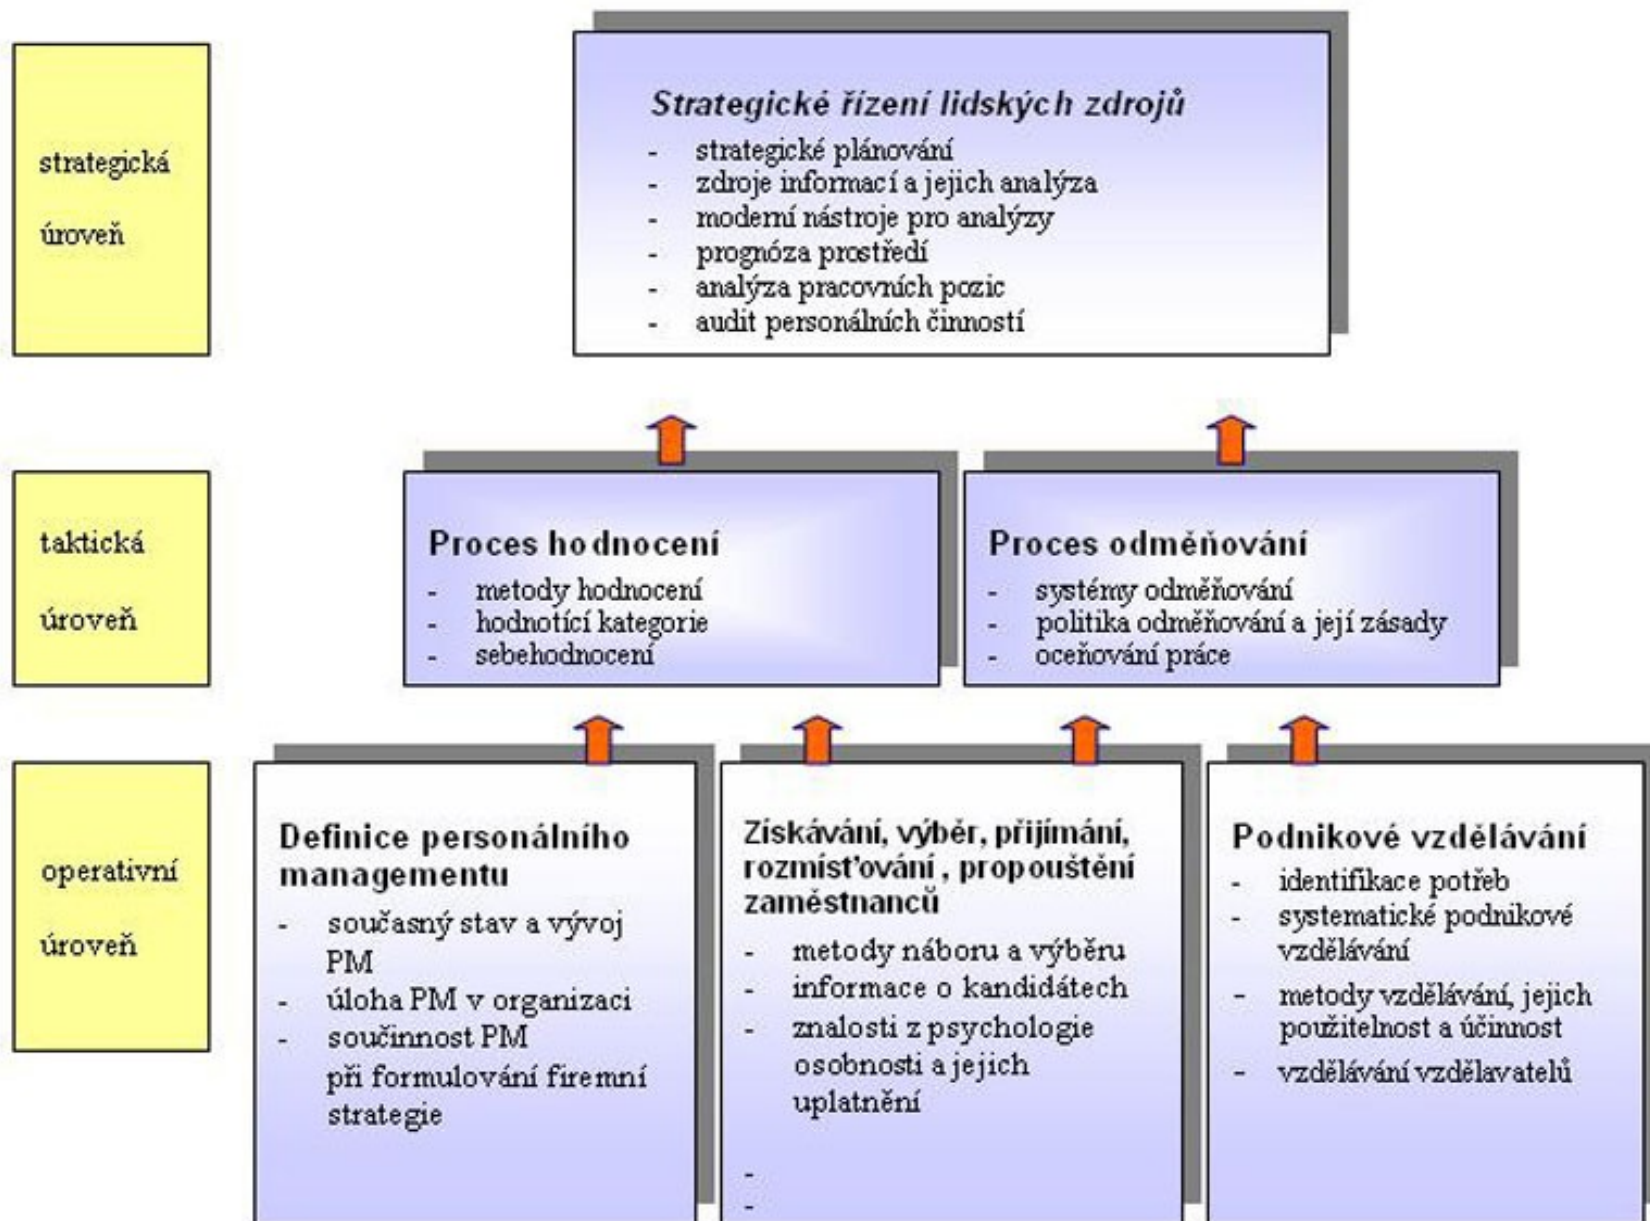 strategická
úroveň
Strategické řízení lidských zdrojů
- strategické plánování
- zdroje informací a jejich analýza
- moderní nástroje pro analýzy
- prognóza prostředí
- analýza pracovních pozic
- audit personálních činností
taktická
úroveň
Proces hodnocení
- metody hodnocení
- hodnotící kategorie
- sebehodnocení
Proces odměňování
- systémy odměňování
- politika odměňování a její zásady
- oceňování práce
operativní
úroveň
Definice personálního
managementu
- současný stav a vývoj
PM
- úloha PM v organizaci
- součinnost PM
při formulování firemní
strategie
Získávání, výběr, přijímání,
rozmísťování , propouštění
zaměstnanců
- metody náboru a výběru
- informace o kandidátech
- znalosti z psychologie
osobnosti a jejich
uplatnění
-
-
Podnikové vzdělávání
- identifikace potřeb
- systematické podnikové
vzdělávání
- metody vzdělávání, jejich
použitelnost a účinnost
- vzdělávání vzdělavatelů